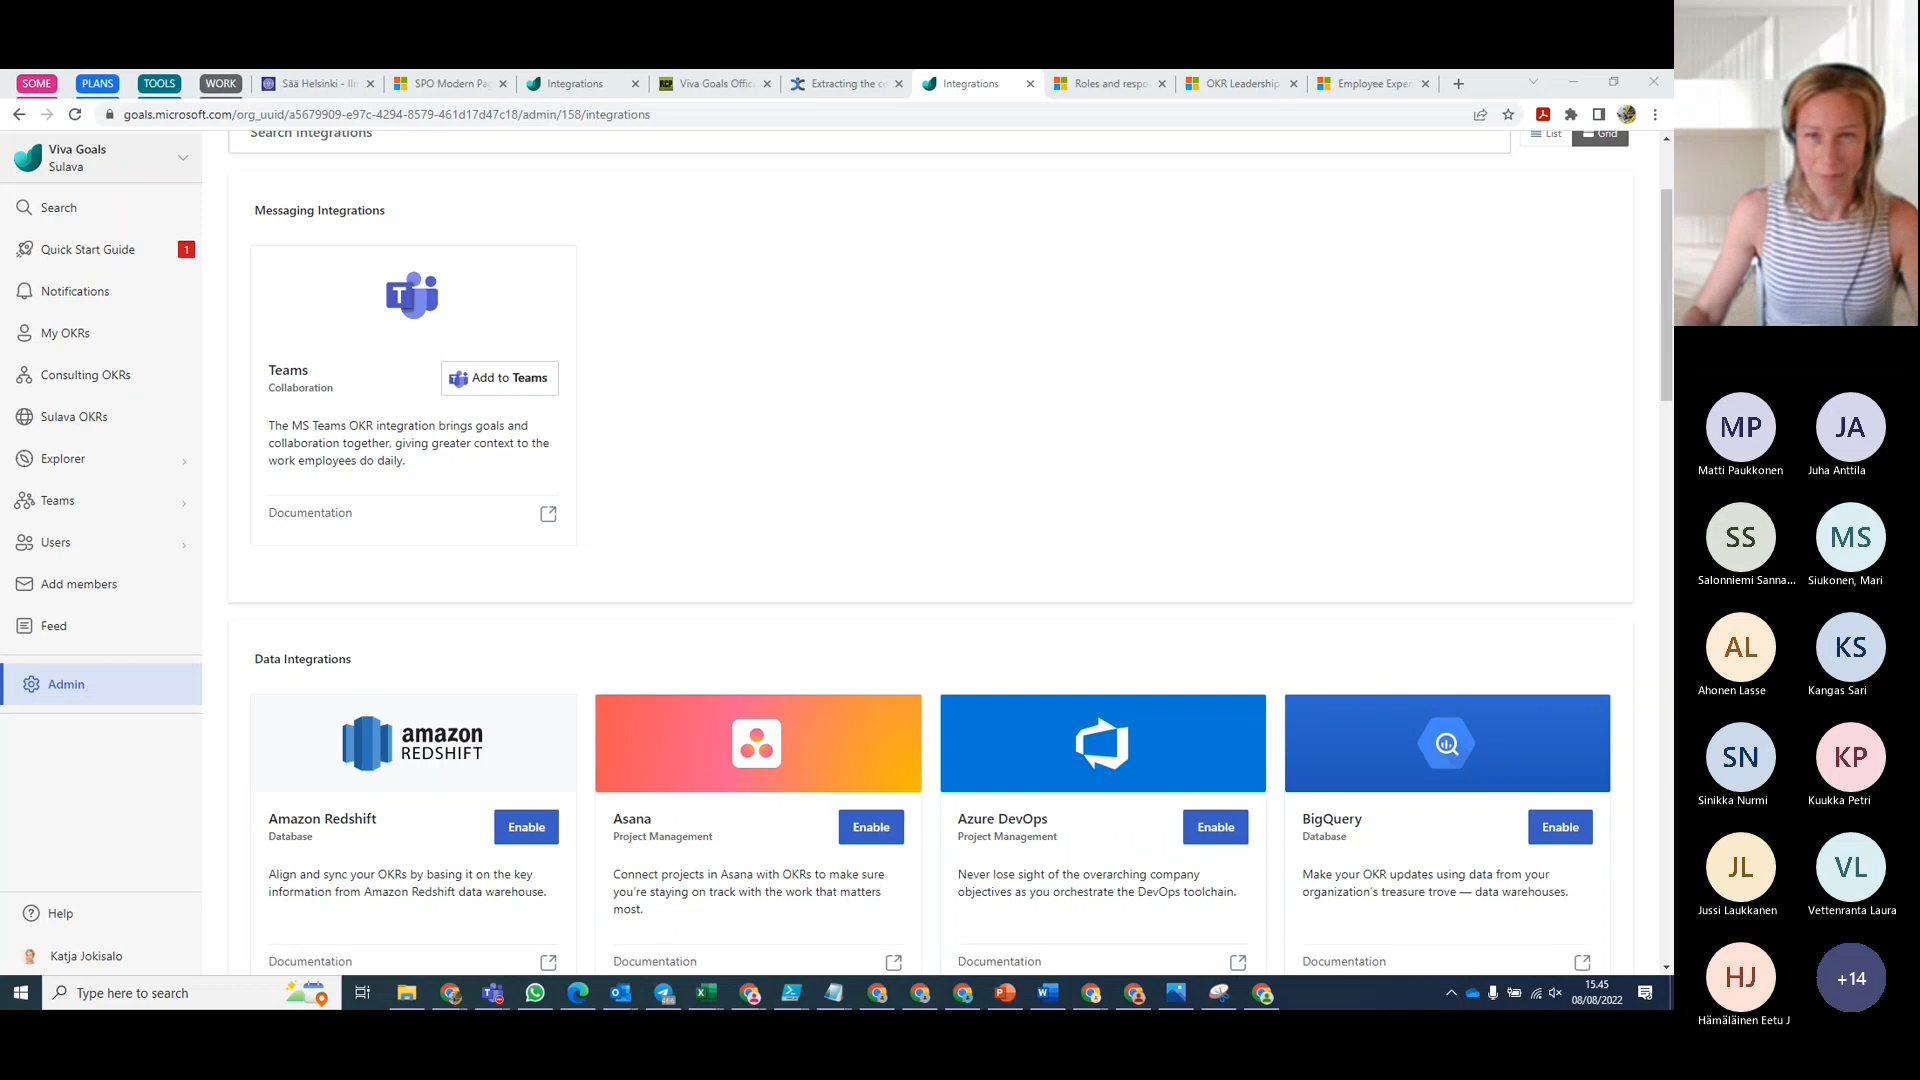 SOME
PLANS
TOOLS
WORK
Sää Helsinki - Iln
SPO Modern Pag
Integrations
Viva Goals Offic
Extracting the co
Integrations
Roles and respo
OKR Leadership
Employee Experi
goals.microsoft.com/org_uuid/a5679909-e97c-4294-8579-461d17d47c18/admin/158/integrations
Viva Goals
Sulava
Search
Quick Start Guide
1
Notifications
My OKRs
Consulting OKRs
Sulava OKRs
Explorer
Teams
Users
Add members
Feed
Admin
Help
Katja Jokisalo
Search Integrations
List
Grid
Messaging Integrations
T
Teams
Collaboration
Add to Teams
The MS Teams OKR integration brings goals and
collaboration together, giving greater context to the
work employees do daily.
Documentation
Data Integrations
amazon
REDSHIFT
Amazon Redshift
Database
Enable
Align and sync your OKRs by basing it on the key
information from Amazon Redshift data warehouse.
Documentation
Asana
Project Management
Enable
Connect projects in Asana with OKRs to make sure
you're staying on track with the work that matters
most.
Documentation
Azure DevOps
Project Management
Enable
Never lose sight of the overarching company
objectives as you orchestrate the DevOps toolchain.
Documentation
BigQuery
Database
Enable
Make your OKR updates using data from your
organization's treasure trove — data warehouses.
Documentation
Type here to search
15.45
08/08/2022
MP
Matti Paukkonen
JA
Juha Anttila
SS
Salonniemi Sanna...
MS
Siukonen, Mari
AL
Ahonen Lasse
KS
Kangas Sari
SN
Sinikka Nurmi
KP
Kuukka Petri
JL
Jussi Laukkanen
VL
Vettenranta Laura
HJ
Hämäläinen Eetu J
+14